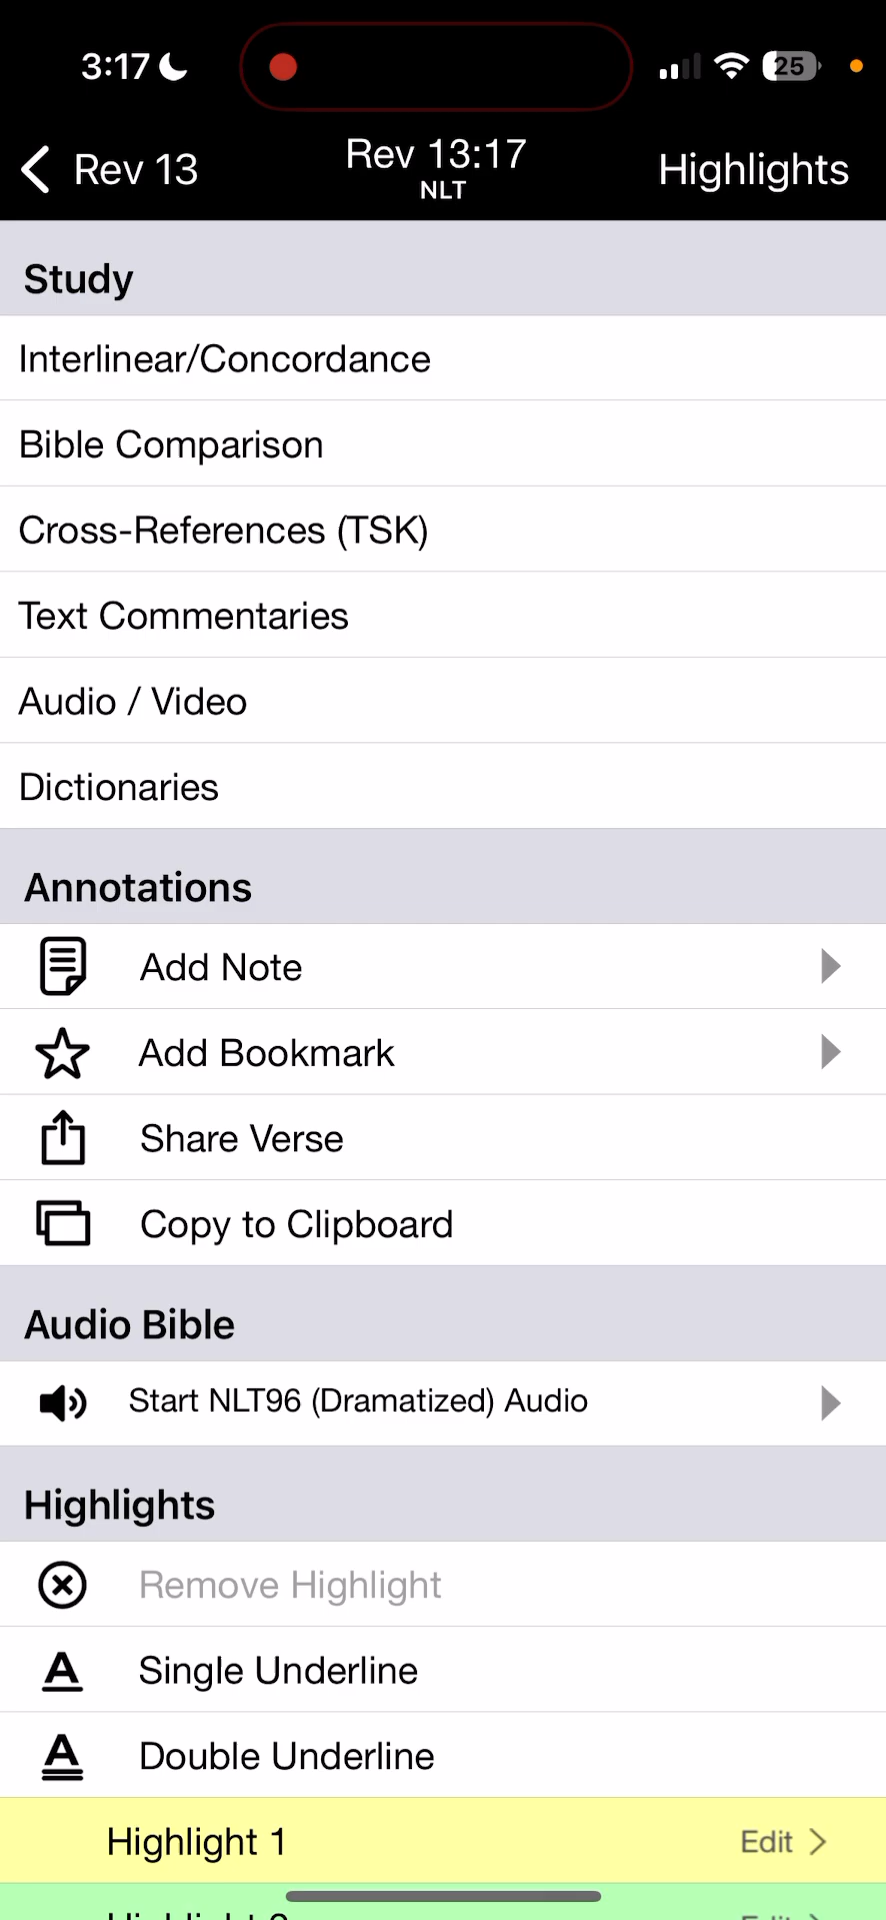 3:17
25
Rev 13
Rev 13:17
NLT
Highlights
Study
Interlinear/Concordance
Bible Comparison
Cross-References (TSK)
Text Commentaries
Audio / Video
Dictionaries
Annotations
Add Note
Add Bookmark
Share Verse
Copy to Clipboard
Audio Bible
Start NLT96 (Dramatized) Audio
Highlights
Remove Highlight
A Single Underline
A Double Underline
Highlight 1 Edit